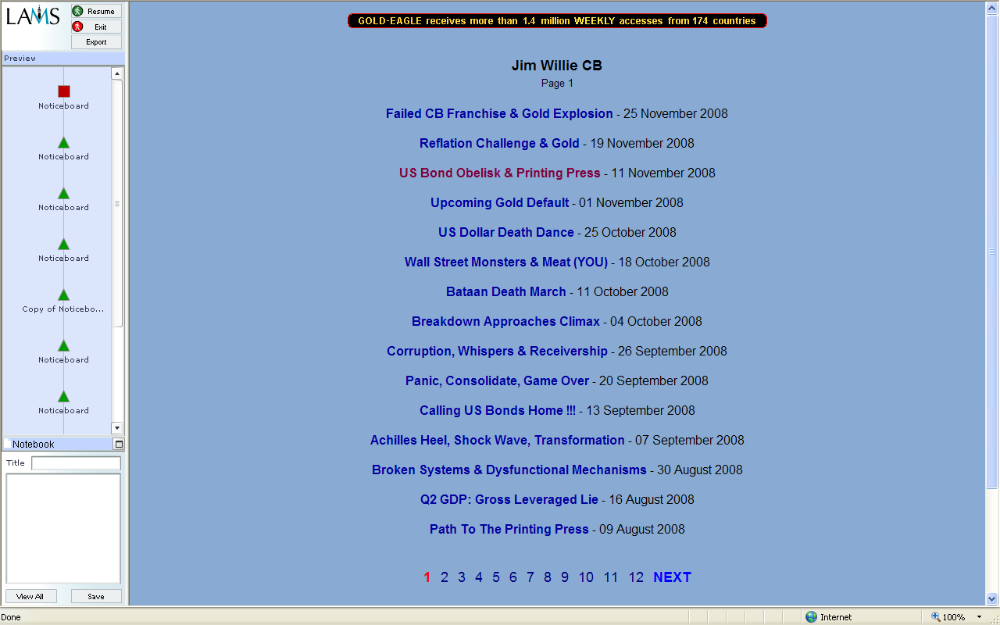 LAMS
Resume
Exit
Export
Preview
Noticeboard
Noticeboard
Noticeboard
Noticeboard
Copy of Noticebo...
Noticeboard
Noticeboard
Notebook
Title
View All
Save
GOLD-EAGLE receives more than 1.4 million WEEKLY accesses from 174 countries
Jim Willie CB
Page 1
Failed CB Franchise & Gold Explosion - 25 November 2008
Reflation Challenge & Gold - 19 November 2008
US Bond Obelisk & Printing Press - 11 November 2008
Upcoming Gold Default - 01 November 2008
US Dollar Death Dance - 25 October 2008
Wall Street Monsters & Meat (YOU) - 18 October 2008
Bataan Death March - 11 October 2008
Breakdown Approaches Climax - 04 October 2008
Corruption, Whispers & Receivership - 26 September 2008
Panic, Consolidate, Game Over - 20 September 2008
Calling US Bonds Home !!! - 13 September 2008
Achilles Heel, Shock Wave, Transformation - 07 September 2008
Broken Systems & Dysfunctional Mechanisms - 30 August 2008
Q2 GDP: Gross Leveraged Lie - 16 August 2008
Path To The Printing Press - 09 August 2008
1 2 3 4 5 6 7 8 9 10 11 12 NEXT
Done
Internet
100%